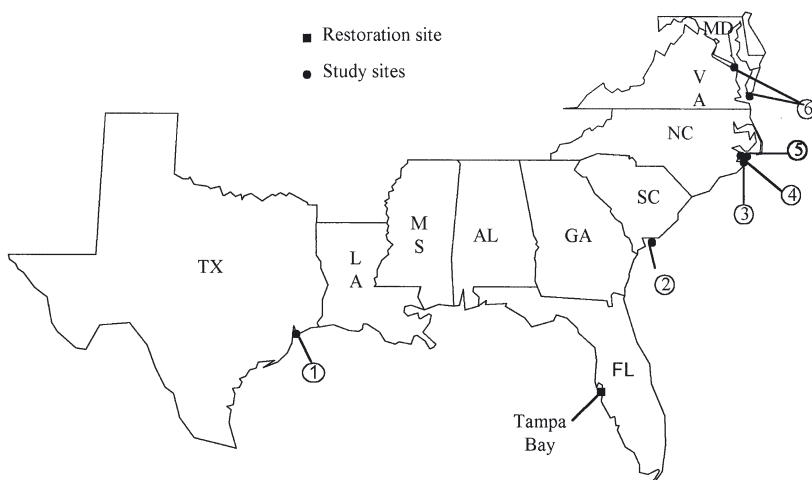 Restoration site
Study sites
MD
V
A
⑥
NC
⑤
④
③
SC
②
GA
AL
M
S
L
A
TX
①
FL
Tampa
Bay